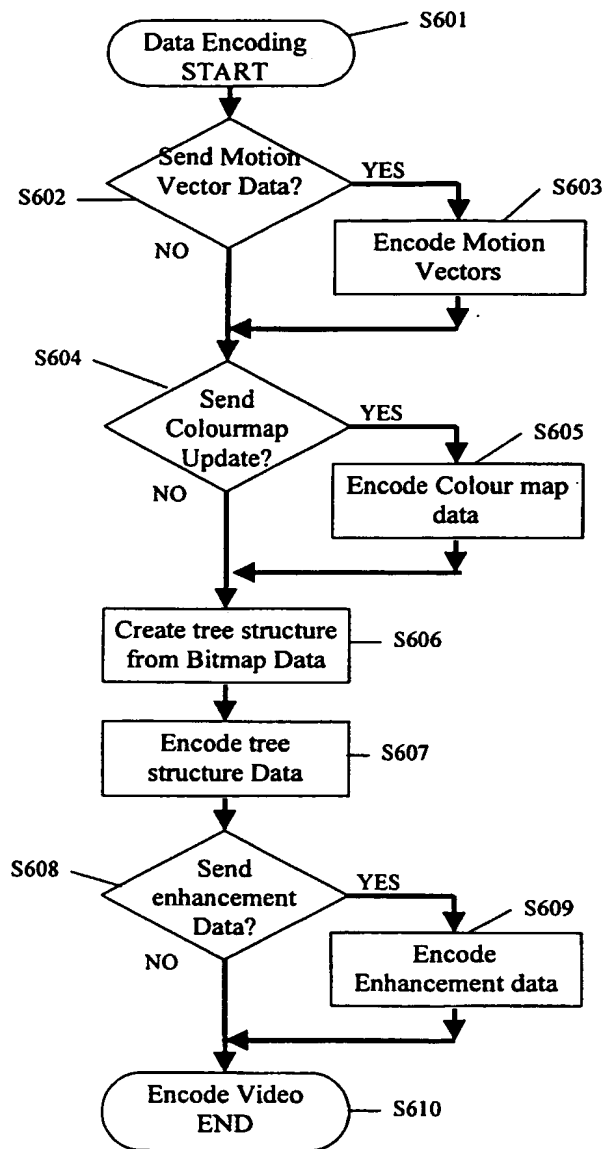 S601
Data Encoding
START
Send Motion
Vector Data?
YES
S602
S603
NO
Encode Motion
Vectors
S604
Send
Colourmap
Update?
YES
S605
NO
Encode Colour map
data
Create tree structure
from Bitmap Data
S606
Encode tree
structure Data
S607
S608
Send
enhancement
Data?
YES
S609
NO
Encode
Enhancement data
Encode Video
END
S610